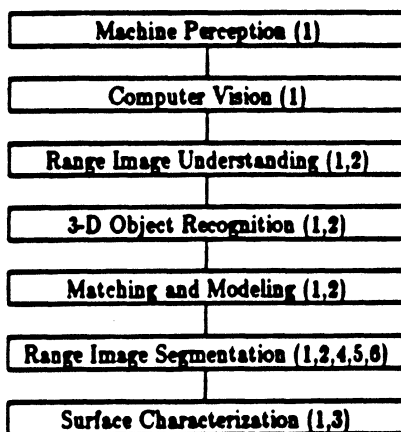 Machine Perception (1)
Computer Vision (1)
Range Image Understanding (1,2)
3-D Object Recognition (1,2)
Matching and Modeling (1,2)
Range Image Segmentation (1,2,4,5,6)
Surface Characterization (1,3)